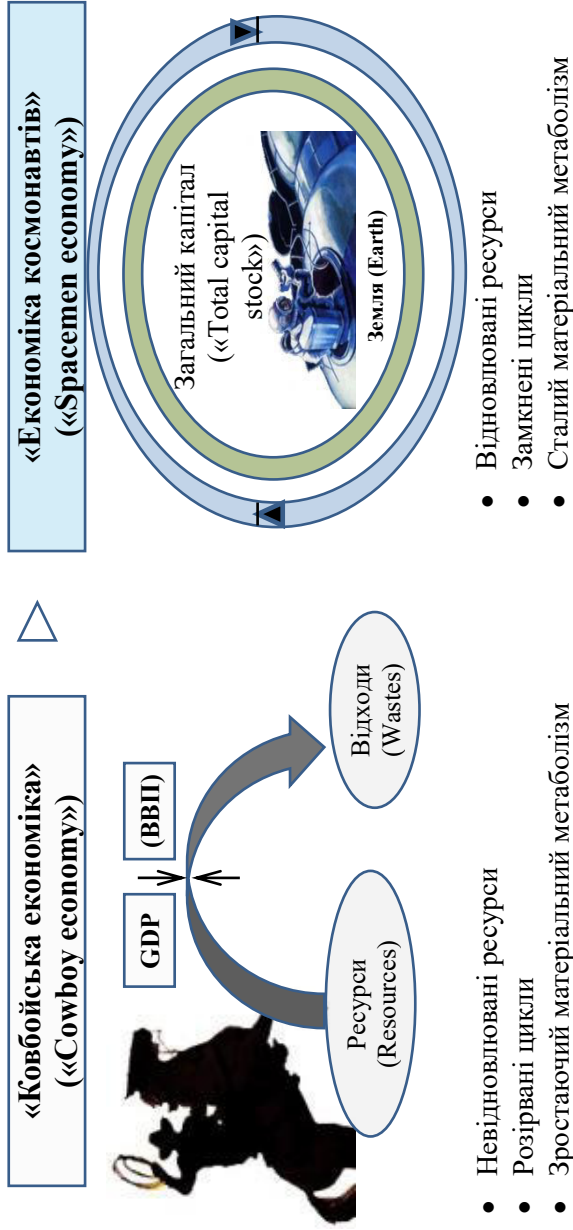 «Ковбойська економіка»
(«Cowboy economy»)
GDP
(ВВП)
Ресурси
(Resources)
Відходи
(Wastes)
● Невідновлювані ресурси
● Розірвані цикли
● Зростаючий матеріальний метаболізм
«Економіка космонавтів»
(«Spacemen economy»)
Загальний капітал
(«Total capital
stock»)
Земля (Earth)
● Відновлювані ресурси
● Замкнені цикли
● Сталий матеріальний метаболізм